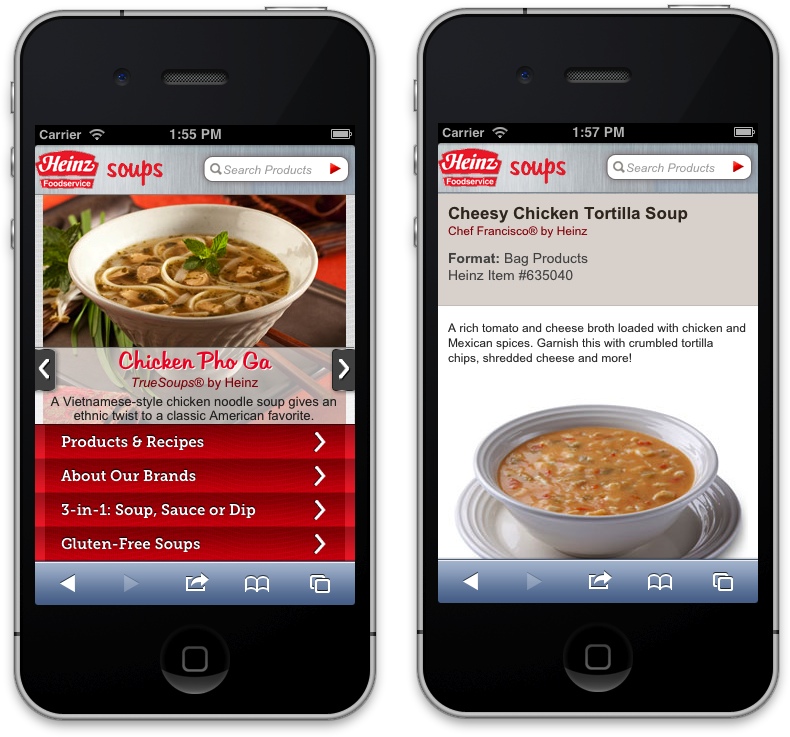 Carrier 1:55 PM
Heinz
Foodservice
soups
Search Products
Chicken Pho Ga
TrueSoups® by Heinz
A Vietnamese-style chicken noodle soup gives an
ethnic twist to a classic American favorite.
Products & Recipes
About Our Brands
3-in-1: Soup, Sauce or Dip
Gluten-Free Soups
Carrier 1:57 PM
Heinz
Foodservice
soups
Search Products
Cheesy Chicken Tortilla Soup
Chef Francisco® by Heinz
Format: Bag Products
Heinz Item #635040
A rich tomato and cheese broth loaded with chicken and
Mexican spices. Garnish this with crumbled tortilla
chips, shredded cheese and more!